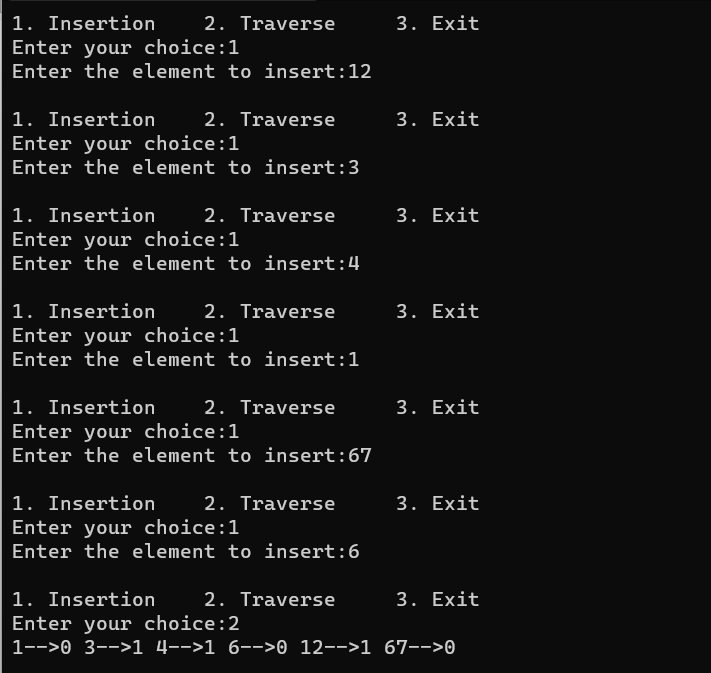 1. Insertion    2. Traverse     3. Exit
Enter your choice:1
Enter the element to insert:12
1. Insertion    2. Traverse     3. Exit
Enter your choice:1
Enter the element to insert:3
1. Insertion    2. Traverse     3. Exit
Enter your choice:1
Enter the element to insert:4
1. Insertion    2. Traverse     3. Exit
Enter your choice:1
Enter the element to insert:1
1. Insertion    2. Traverse     3. Exit
Enter your choice:1
Enter the element to insert:67
1. Insertion    2. Traverse     3. Exit
Enter your choice:1
Enter the element to insert:6
1. Insertion    2. Traverse     3. Exit
Enter your choice:2
1-->0 3-->1 4-->1 6-->0 12-->1 67-->0